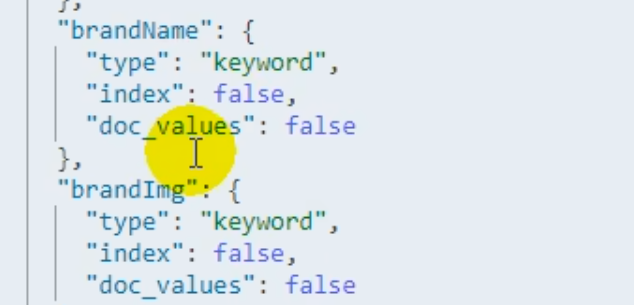 },
"brandName": {
"type": "keyword",
"index": false,
"doc_values": false
},
"brandImg": {
"type": "keyword",
"index": false,
"doc_values": false